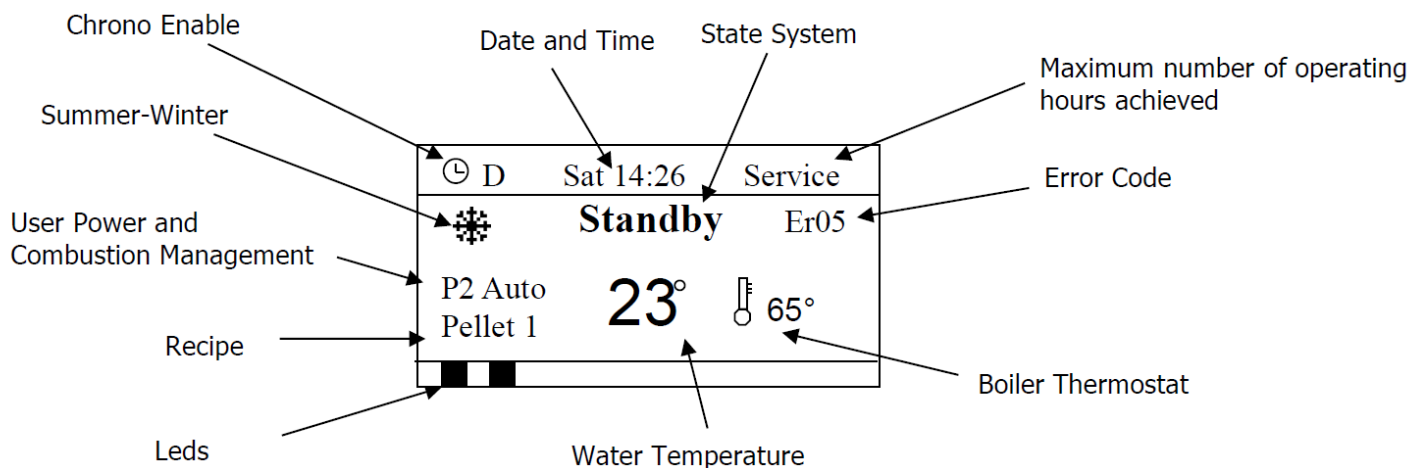 Chrono Enable
Date and Time
State System
Maximum number of operating
hours achieved
Summer-Winter
D Sat 14:26 Service
Error Code
Standby Er05
User Power and
Combustion Management
P2 Auto
23° 65°
Pellet 1
Recipe
Boiler Thermostat
Leds
Water Temperature